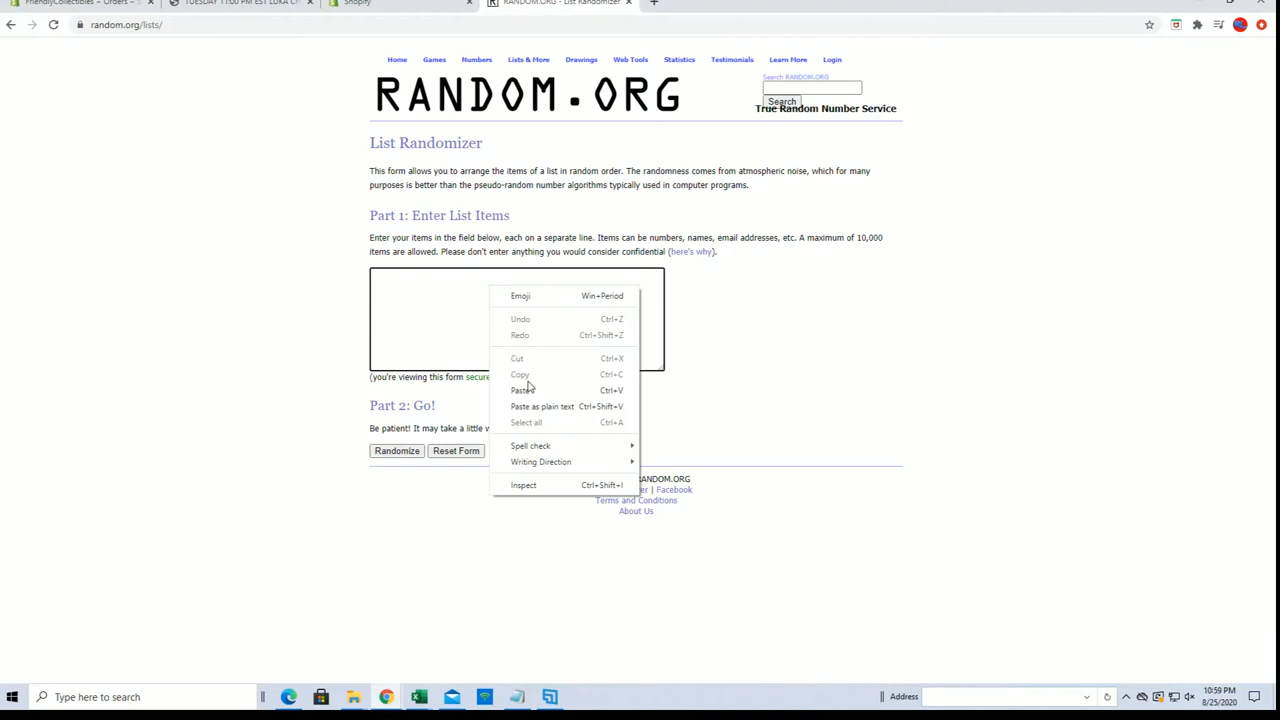 FriendlyCollectibles – Orders – S
TUESDAY 11:00 PM EST LUKA C
Shopify
RANDOM.ORG - List Randomizer
random.org/lists/
Home Games Numbers Lists & More Drawings Web Tools Statistics Testimonials Learn More Login
RANDOM.ORG
Search RANDOM.ORG
Search
True Random Number Service
List Randomizer
This form allows you to arrange the items of a list in random order. The randomness comes from atmospheric noise, which for many
purposes is better than the pseudo-random number algorithms typically used in computer programs.
Part 1: Enter List Items
Enter your items in the field below, each on a separate line. Items can be numbers, names, email addresses, etc. A maximum of 10,000
items are allowed. Please don't enter anything you would consider confidential (here's why).
Emoji Win+Period
Undo Ctrl+Z
Redo Ctrl+Shift+Z
Cut Ctrl+X
Copy Ctrl+C
Paste Ctrl+V
Paste as plain text Ctrl+Shift+V
Select all Ctrl+A
Spell check
Writing Direction
Inspect Ctrl+Shift+I
(you're viewing this form secure
Part 2: Go!
Be patient! It may take a little w
Randomize Reset Form
ANDOM.ORG
er | Facebook
Terms and Conditions
About Us
Type here to search
Address
10:59 PM
8/25/2020